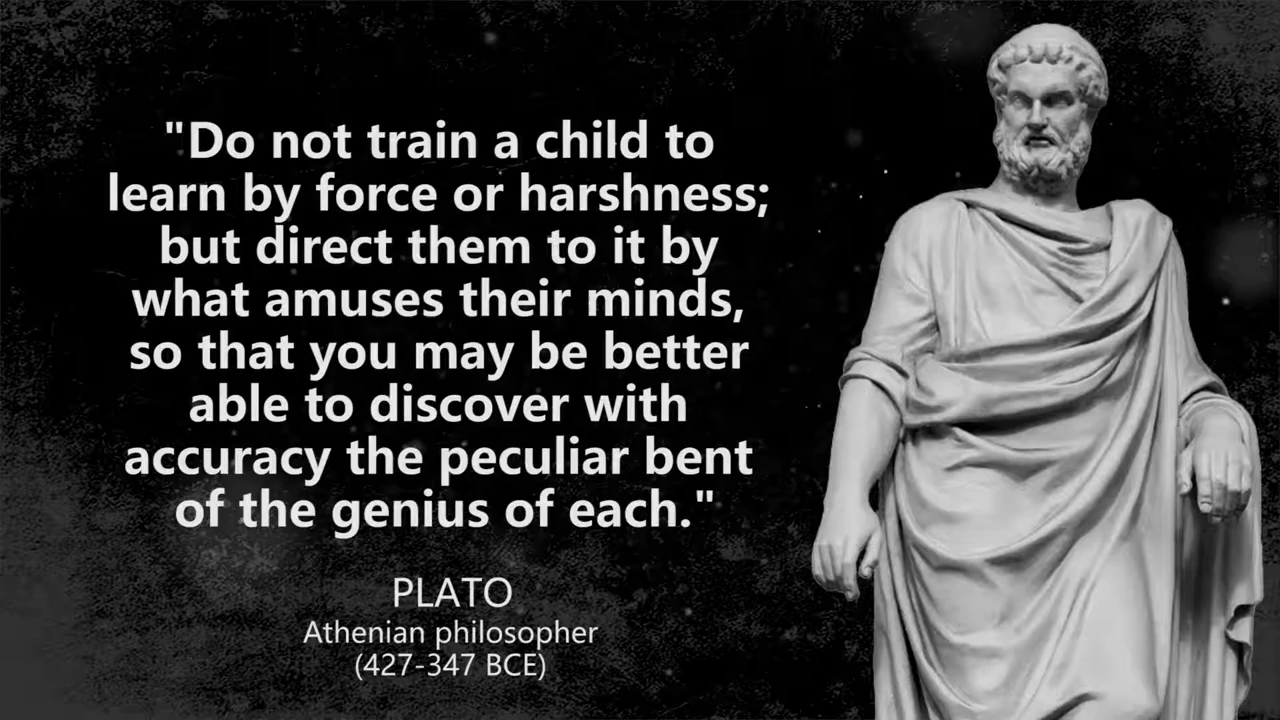 "Do not train a child to
learn by force or harshness;
but direct them to it by
what amuses their minds,
so that you may be better
able to discover with
accuracy the peculiar bent
of the genius of each."
PLATO
Athenian philosopher
(427-347 BCE)